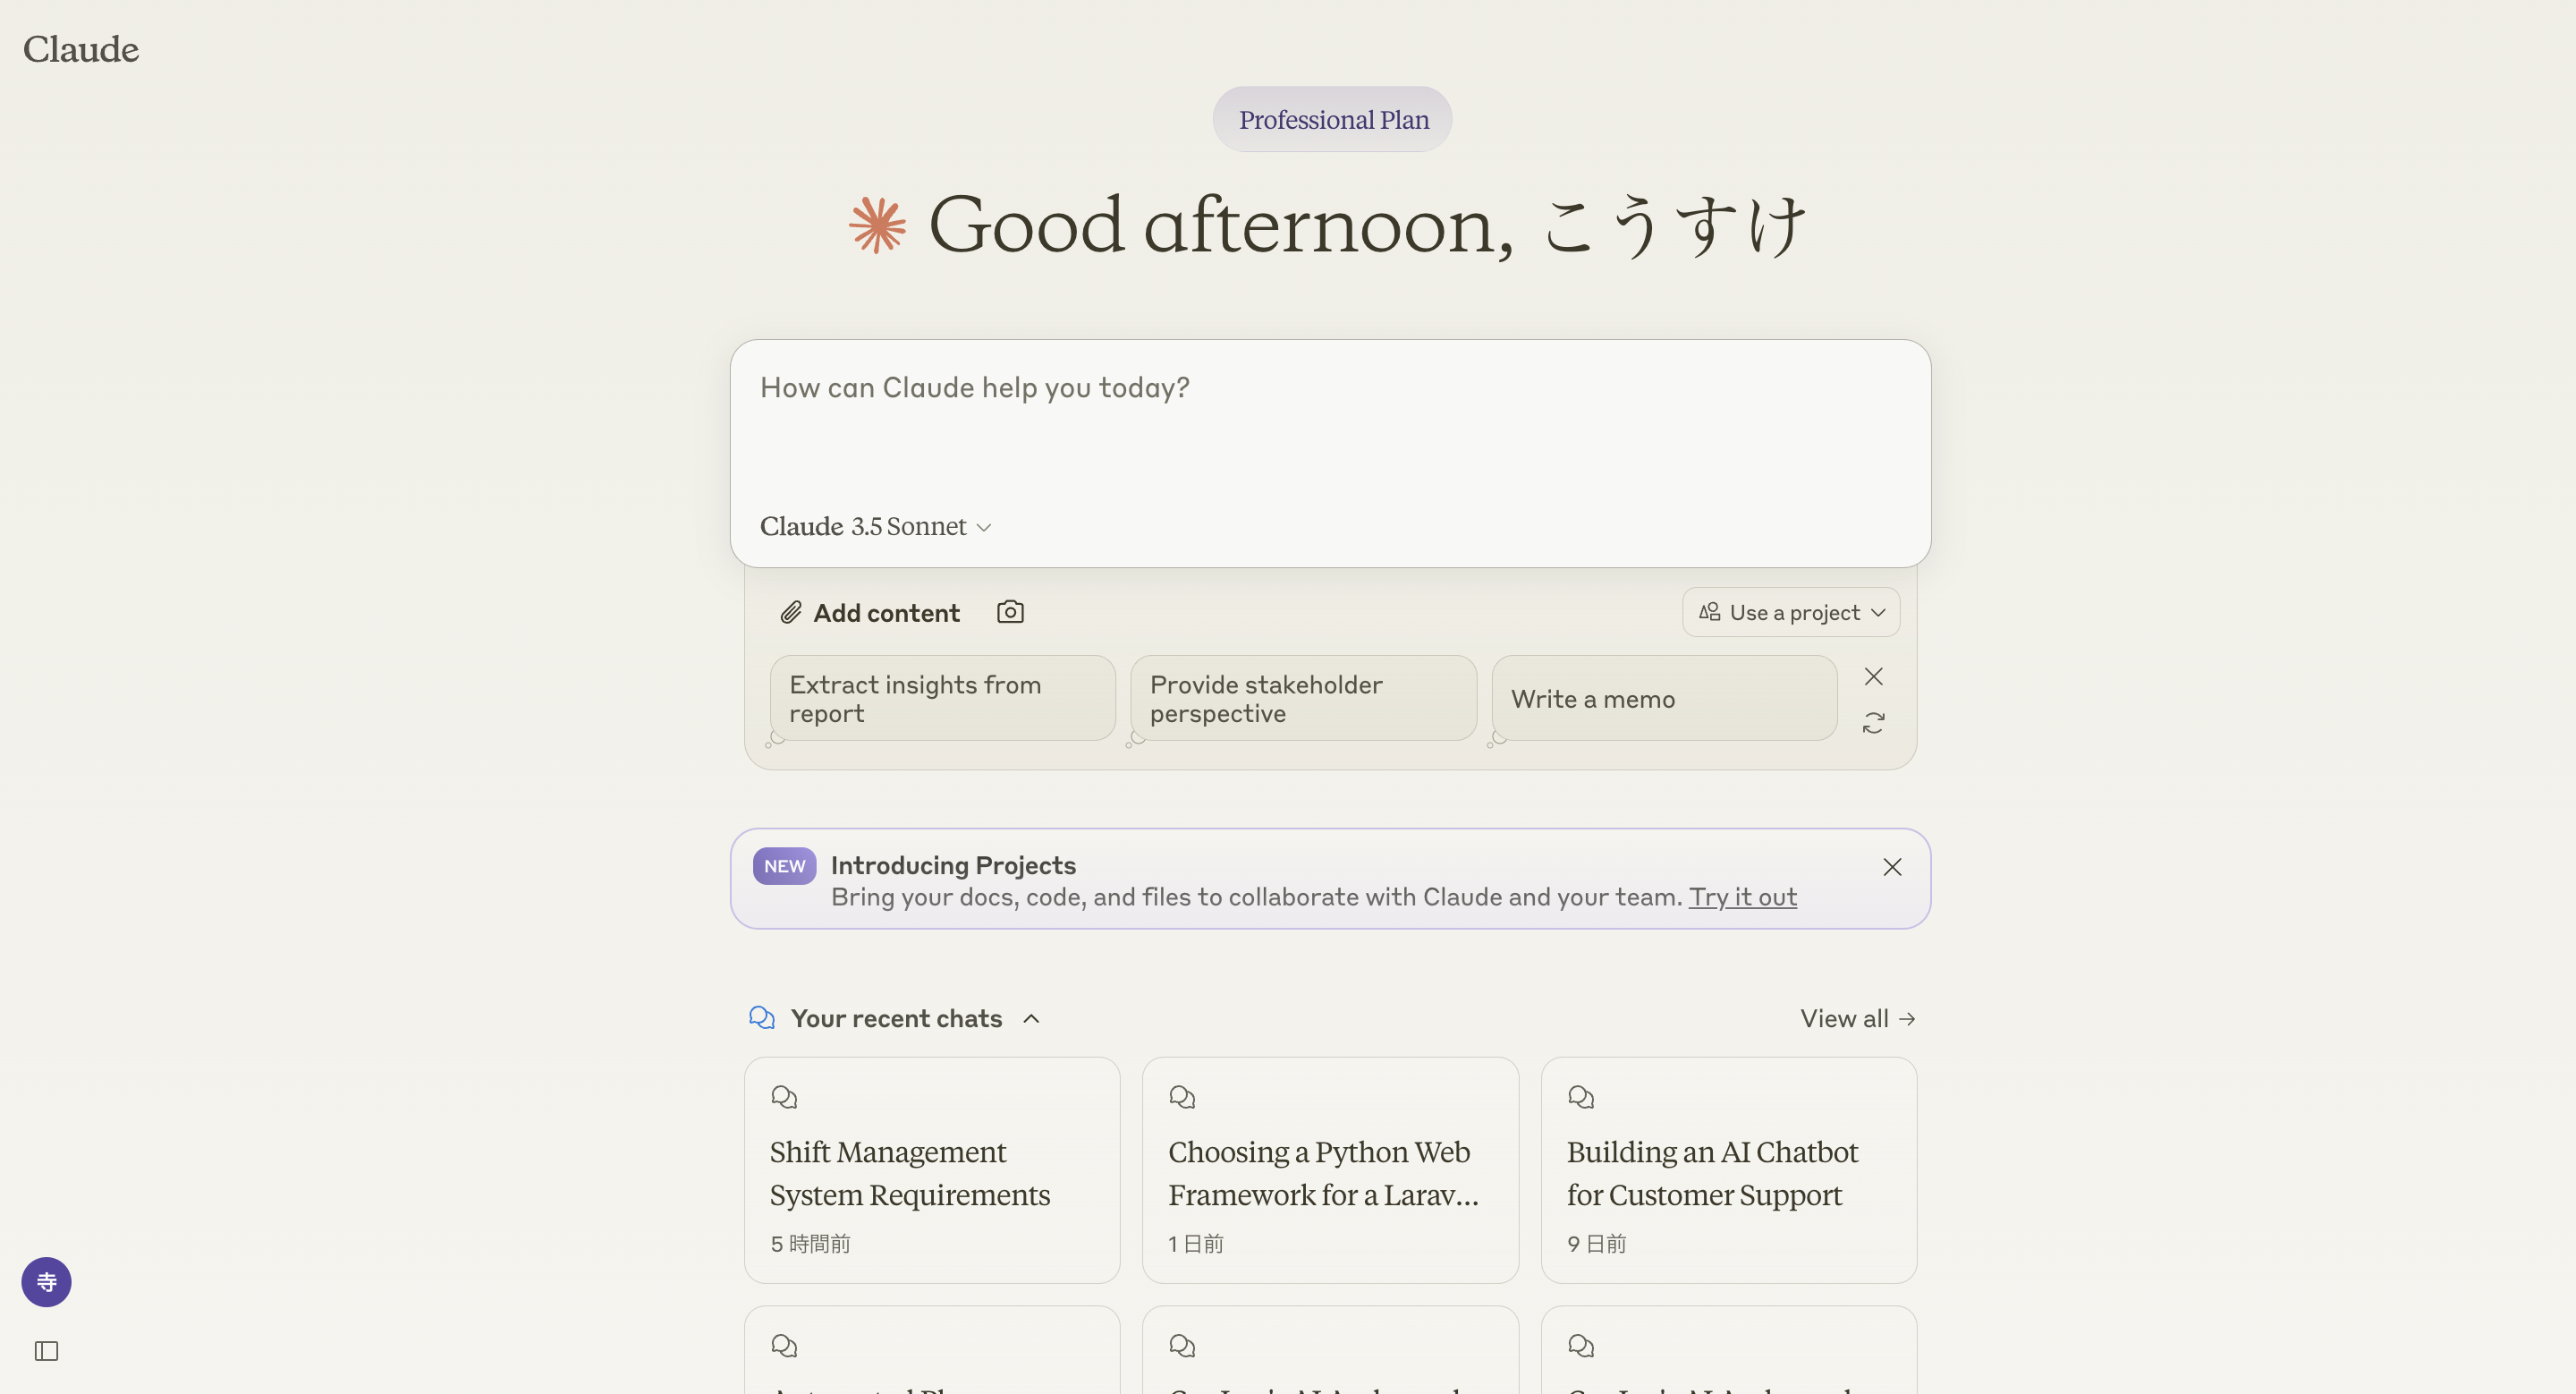 Claude
Professional Plan
Good afternoon, こうすけ
How can Claude help you today?
Claude 3.5 Sonnet
Add content
Use a project
Extract insights from
report
Provide stakeholder
perspective
Write a memo
NEW
Introducing Projects
Bring your docs, code, and files to collaborate with Claude and your team. Try it out
Your recent chats
View all →
Shift Management
System Requirements
5 時間前
Choosing a Python Web
Framework for a Larav...
1 日前
Building an AI Chatbot
for Customer Support
9 日前
寺